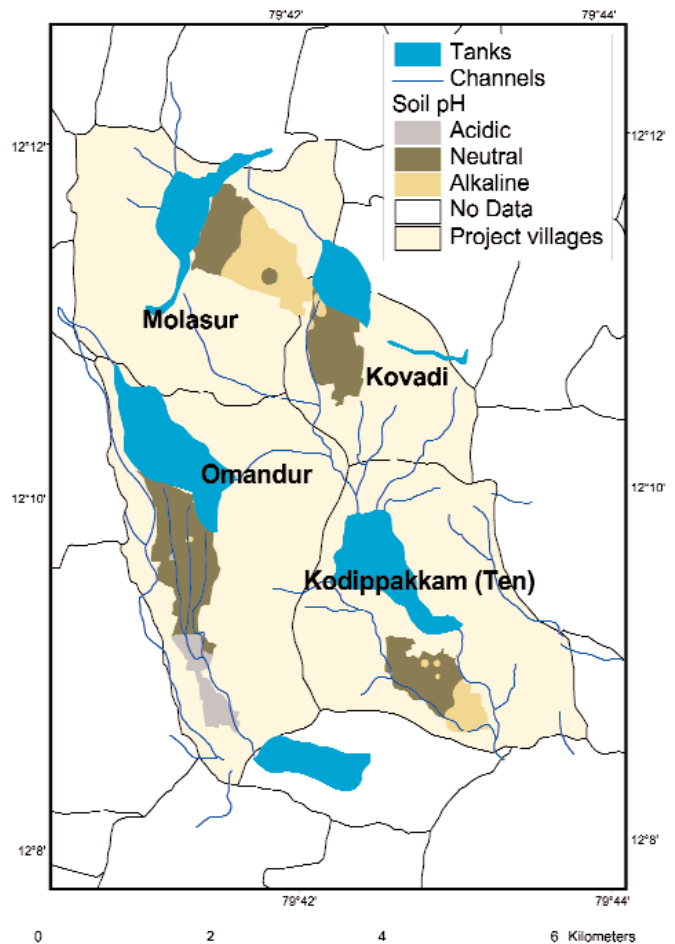 79°42'
79°44'
Tanks
Channels
Soil pH
Acidic
Neutral
Alkaline
No Data
Project villages
12°12'
12°12'
Molasur
Kovadi
Omandur
12°10'
12°10'
Kodippakkam (Ten)
12°8'
12°8'
79°42'
79°44'
0 2 4 6 Kilometers